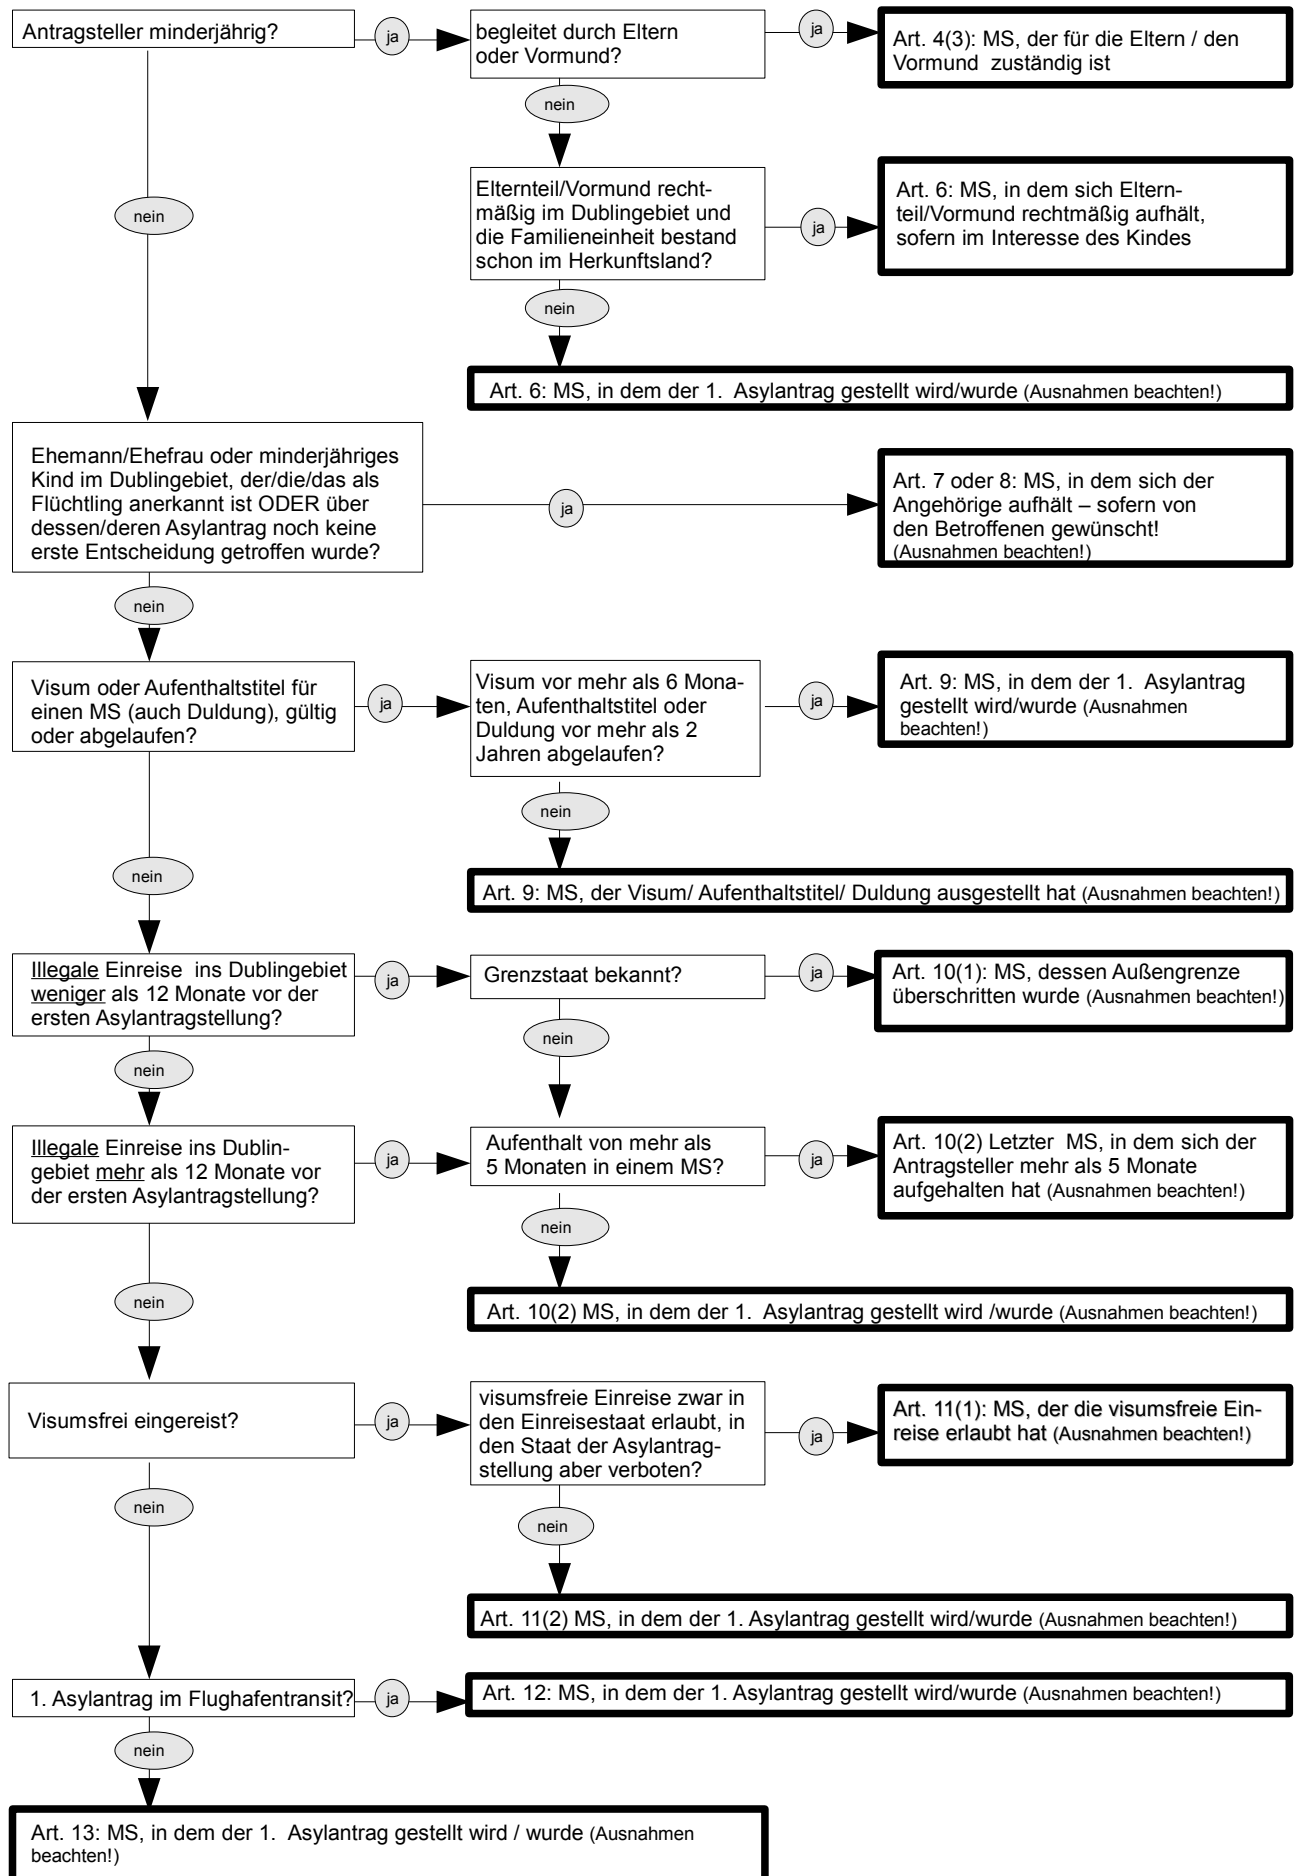 Antragsteller minderjährig?
ja
begleitet durch Eltern
oder Vormund?
ja
Art. 4(3): MS, der für die Eltern / den
Vormund zuständig ist
nein
nein
Elternteil/Vormund recht-
mäßig im Dublingebiet und
die Familieneinheit bestand
schon im Herkunftsland?
ja
Art. 6: MS, in dem sich Eltern-
teil/Vormund rechtmäßig aufhält,
sofern im Interesse des Kindes
nein
Art. 6: MS, in dem der 1. Asylantrag gestellt wird/wurde (Ausnahmen beachten!)
Ehemann/Ehefrau oder minderjähriges
Kind im Dublingebiet, der/die/das als
Flüchtling anerkannt ist ODER über
dessen/deren Asylantrag noch keine
erste Entscheidung getroffen wurde?
ja
Art. 7 oder 8: MS, in dem sich der
Angehörige aufhält – sofern von
den Betroffenen gewünscht!
(Ausnahmen beachten!)
nein
Visum oder Aufenthaltstitel für
einen MS (auch Duldung), gültig
oder abgelaufen?
ja
Visum vor mehr als 6 Mona-
ten, Aufenthaltstitel oder
Duldung vor mehr als 2
Jahren abgelaufen?
ja
Art. 9: MS, in dem der 1. Asylantrag
gestellt wird/wurde (Ausnahmen
beachten!)
nein
nein
Art. 9: MS, der Visum/ Aufenthaltstitel/ Duldung ausgestellt hat (Ausnahmen beachten!)
Illegale Einreise ins Dublingebiet
weniger als 12 Monate vor der
ersten Asylantragstellung?
ja
Grenzstaat bekannt?
ja
Art. 10(1): MS, dessen Außengrenze
überschritten wurde (Ausnahmen beachten!)
nein
nein
Illegale Einreise ins Dublin-
gebiet mehr als 12 Monate vor
der ersten Asylantragstellung?
ja
Aufenthalt von mehr als
5 Monaten in einem MS?
ja
Art. 10(2) Letzter MS, in dem sich der
Antragsteller mehr als 5 Monate
aufgehalten hat (Ausnahmen beachten!)
nein
nein
Art. 10(2) MS, in dem der 1. Asylantrag gestellt wird /wurde (Ausnahmen beachten!)
Visumsfrei eingereist?
ja
visumsfreie Einreise zwar in
den Einreisestaat erlaubt, in
den Staat der Asylantrag-
stellung aber verboten?
ja
Art. 11(1): MS, der die visumsfreie Ein-
reise erlaubt hat (Ausnahmen beachten!)
nein
nein
Art. 11(2) MS, in dem der 1. Asylantrag gestellt wird/wurde (Ausnahmen beachten!)
1. Asylantrag im Flughafentransit?
ja
Art. 12: MS, in dem der 1. Asylantrag gestellt wird/wurde (Ausnahmen beachten!)
nein
Art. 13: MS, in dem der 1. Asylantrag gestellt wird / wurde (Ausnahmen
beachten!)